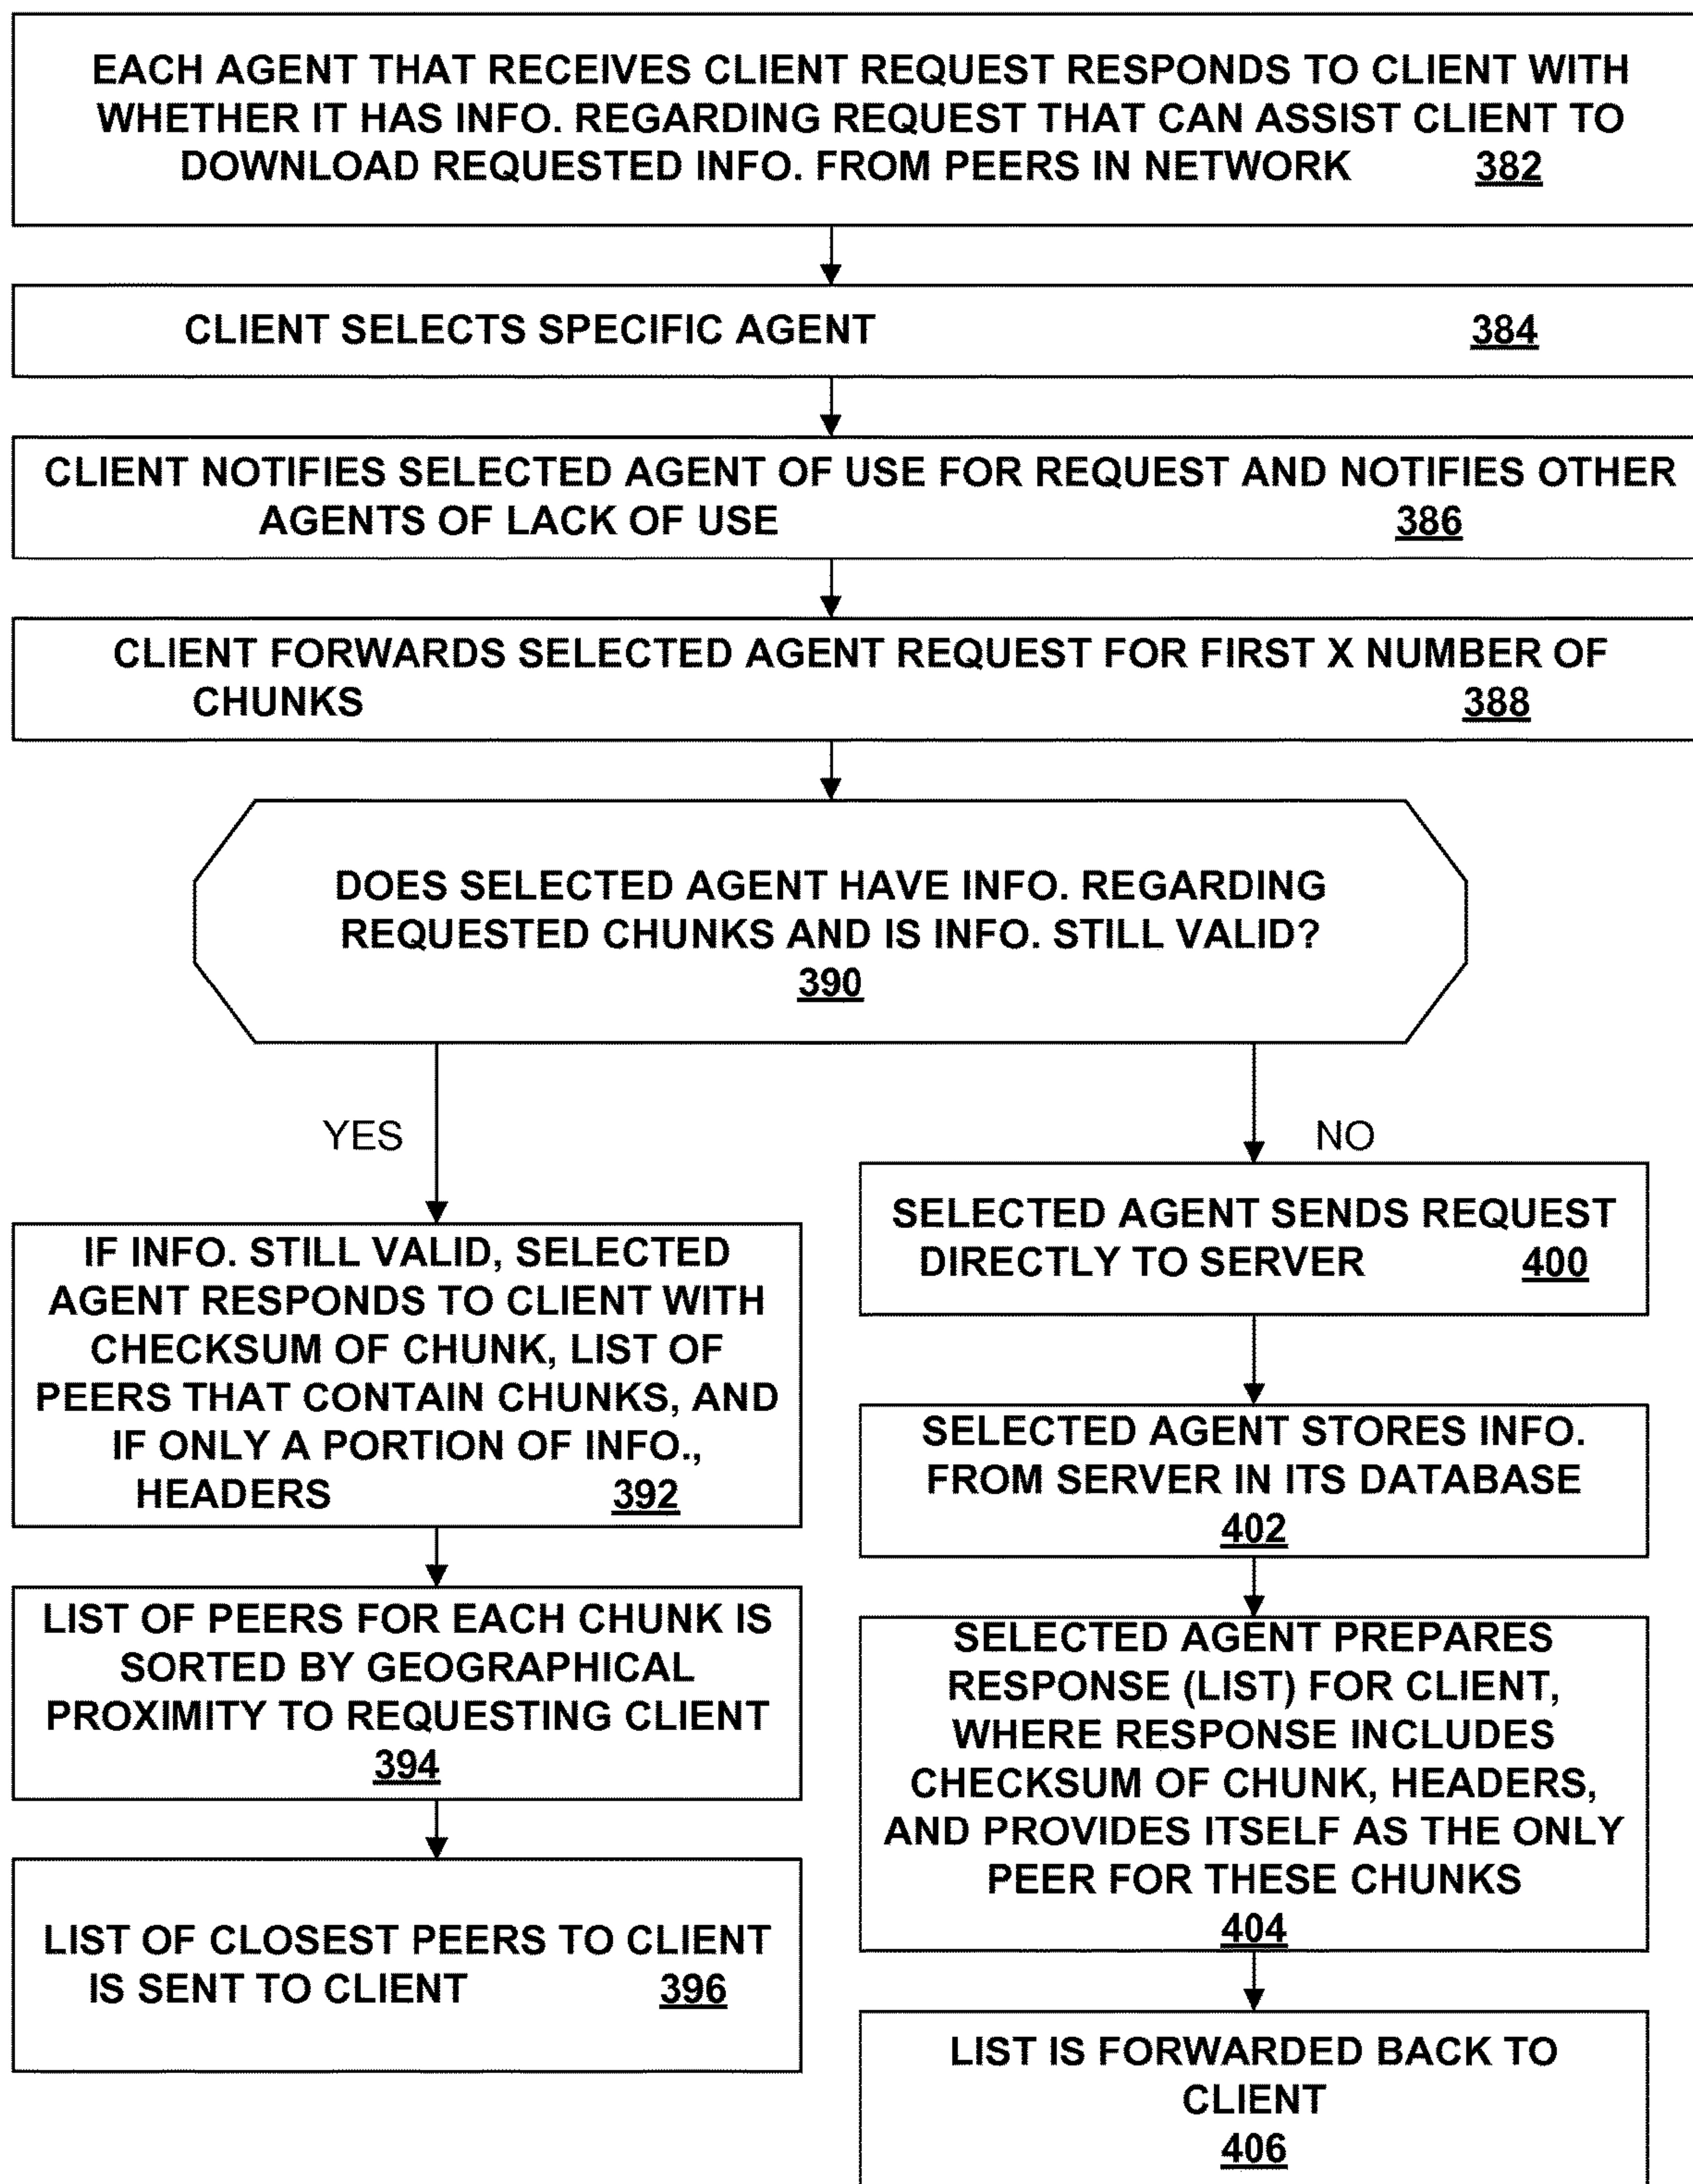 EACH AGENT THAT RECEIVES CLIENT REQUEST RESPONDS TO CLIENT WITH
WHETHER IT HAS INFO. REGARDING REQUEST THAT CAN ASSIST CLIENT TO
DOWNLOAD REQUESTED INFO. FROM PEERS IN NETWORK 382
CLIENT SELECTS SPECIFIC AGENT 384
CLIENT NOTIFIES SELECTED AGENT OF USE FOR REQUEST AND NOTIFIES OTHER
AGENTS OF LACK OF USE 386
CLIENT FORWARDS SELECTED AGENT REQUEST FOR FIRST X NUMBER OF
CHUNKS 388
DOES SELECTED AGENT HAVE INFO. REGARDING
REQUESTED CHUNKS AND IS INFO. STILL VALID?
390
YES
IF INFO. STILL VALID, SELECTED
AGENT RESPONDS TO CLIENT WITH
CHECKSUM OF CHUNK, LIST OF
PEERS THAT CONTAIN CHUNKS, AND
IF ONLY A PORTION OF INFO.,
HEADERS 392
LIST OF PEERS FOR EACH CHUNK IS
SORTED BY GEOGRAPHICAL
PROXIMITY TO REQUESTING CLIENT
394
LIST OF CLOSEST PEERS TO CLIENT
IS SENT TO CLIENT 396
NO
SELECTED AGENT SENDS REQUEST
DIRECTLY TO SERVER 400
SELECTED AGENT STORES INFO.
FROM SERVER IN ITS DATABASE
402
SELECTED AGENT PREPARES
RESPONSE (LIST) FOR CLIENT,
WHERE RESPONSE INCLUDES
CHECKSUM OF CHUNK, HEADERS,
AND PROVIDES ITSELF AS THE ONLY
PEER FOR THESE CHUNKS
404
LIST IS FORWARDED BACK TO
CLIENT
406